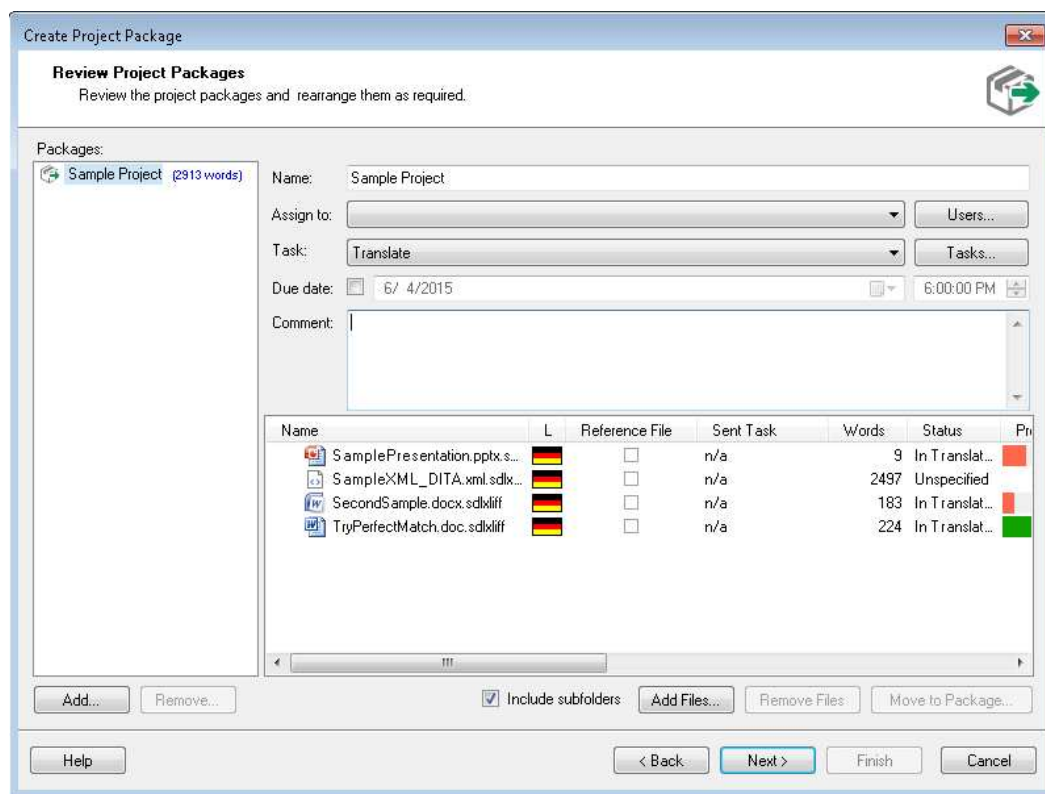 Create Project Package
Review Project Packages
Review the project packages and rearrange them as required.
Packages:
Sample Project (2913 words)
Name: Sample Project
Assign to: Users...
Task: Translate Tasks...
Due date: 6/ 4/2015 6:00:00 PM
Comment:
Name L Reference File Sent Task Words Status Pr
SamplePresentation.pptx.s... n/a 9 In Translat...
SampleXML_DITA.xml.sdlx... n/a 2497 Unspecified
SecondSample.docx.sdlxliff n/a 183 In Translat...
TryPerfectMatch.doc.sdlxliff n/a 224 In Translat...
Add... Remove... Include subfolders Add Files... Remove Files Move to Package...
Help < Back Next > Finish Cancel